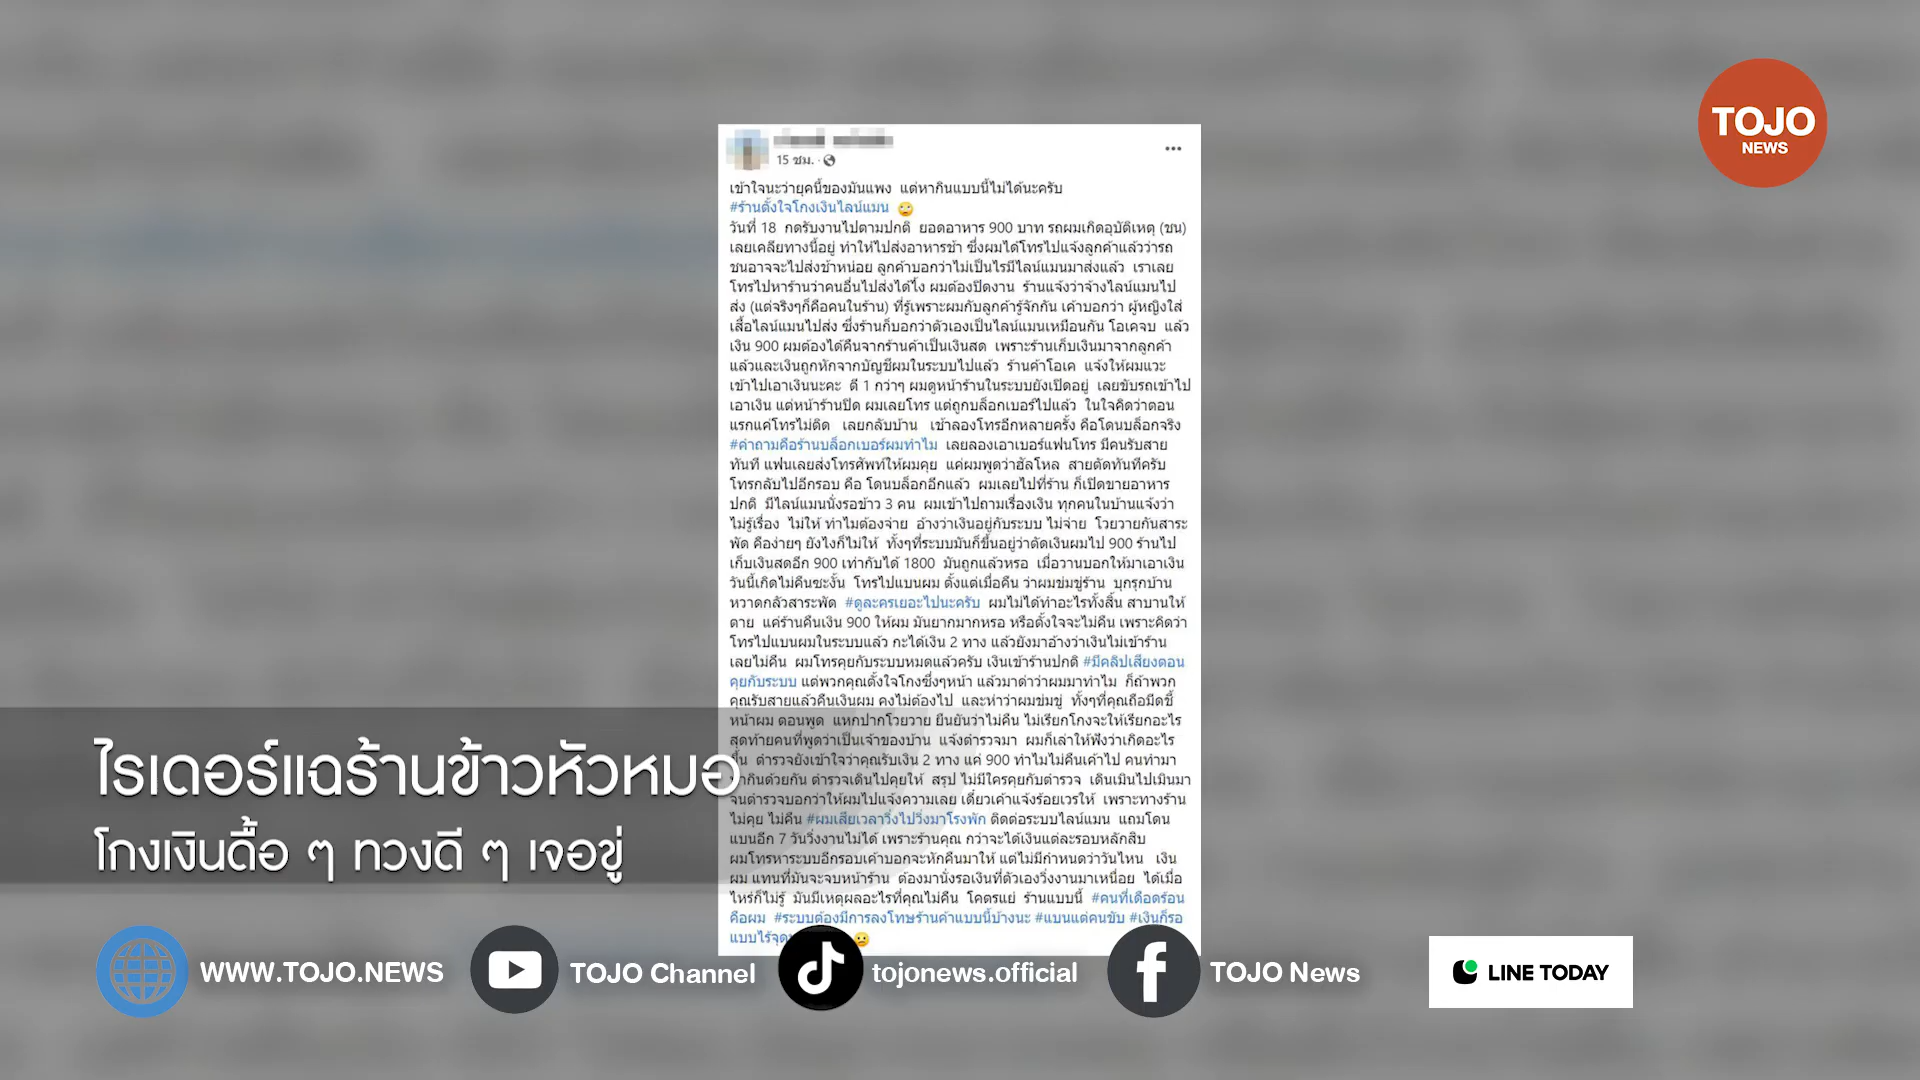 TOJO
NEWS
15 ชม.
เข้าใจนะว่ายุคนี้ของมันแพง แต่หากินแบบนี้ไม่ได้นะครับ
#ร้านตั้งใจโกงเงินไลน์แมน 🙄
วันที่ 18 กดรับงานไปตามปกติ ยอดอาหาร 900 บาท รถผมเกิดอุบัติเหตุ (ชน)
เลยเคลียทางนี้อยู่ ทำให้ไปส่งอาหารช้า ซึ่งผมได้โทรไปแจ้งลูกค้าแล้วว่ารถ
ชนอาจจะไปส่งช้าหน่อย ลูกค้าบอกว่าไม่เป็นไรมีไลน์แมนมาส่งแล้ว เราเลย
โทรไปหาร้านว่าคนอื่นไปส่งได้ไง ผมต้องปิดงาน ร้านแจ้งว่าจ้างไลน์แมนไป
ส่ง (แต่จริงๆก็คือคนในร้าน) ที่รู้เพราะผมกับลูกค้ารู้จักกัน เค้าบอกว่า ผู้หญิงใส่
เสื้อไลน์แมนไปส่ง ซึ่งร้านก็บอกว่าตัวเองเป็นไลน์แมนเหมือนกัน โอเคจบ แล้ว
เงิน 900 ผมต้องได้คืนจากร้านค้าเป็นเงินสด เพราะร้านเก็บเงินมาจากลูกค้า
แล้วและเงินถูกหักจากบัญชีผมในระบบไปแล้ว ร้านค้าโอเค แจ้งให้ผมแวะ
เข้าไปเอาเงินนะคะ ตี 1 กว่าๆ ผมดูหน้าร้านในระบบยังเปิดอยู่ เลยขับรถเข้าไป
เอาเงิน แต่หน้าร้านปิด ผมเลยโทร แต่ถูกบล็อกเบอร์ไปแล้ว ในใจคิดว่าตอน
แรกแค่โทรไม่ติด เลยกลับบ้าน เช้าลองโทรอีกหลายครั้ง คือโดนบล็อกจริง
#คำถามคือร้านบล็อกเบอร์ผมทำไม เลยลองเอาเบอร์แฟนโทร มีคนรับสาย
ทันที แฟนเลยส่งโทรศัพท์ให้ผมคุย แค่ผมพูดว่าฮัลโหล สายตัดทันทีครับ
โทรกลับไปอีกรอบ คือ โดนบล็อกอีกแล้ว ผมเลยไปที่ร้าน ก็เปิดขายอาหาร
ปกติ มีไลน์แมนนั่งรอข้าว 3 คน ผมเข้าไปถามเรื่องเงิน ทุกคนในบ้านแจ้งว่า
ไม่รู้เรื่อง ไม่ให้ ทำไมต้องจ่าย อ้างว่าเงินอยู่กับระบบ ไม่จ่าย โวยวายกันสาระ
พัด คือง่ายๆ ยังไงก็ไม่ให้ ทั้งๆที่ระบบมันก็ขึ้นอยู่ว่าตัดเงินผมไป 900 ร้านไป
เก็บเงินสดอีก 900 เท่ากับได้ 1800 มันถูกแล้วหรอ เมื่อวานบอกให้มาเอาเงิน
วันนี้เกิดไม่คืนซะงั้น โทรไปแบนผม ตั้งแต่เมื่อคืน ว่าผมข่มขู่ร้าน บุกรุกบ้าน
หวาดกลัวสาระพัด #ดูละครเยอะไปนะครับ ผมไม่ได้ทำอะไรทั้งสิ้น สาบานให้
ตาย แค่ร้านคืนเงิน 900 ให้ผม มันยากมากหรอ หรือตั้งใจจะไม่คืน เพราะคิดว่า
โทรไปแบนผมในระบบแล้ว กะได้เงิน 2 ทาง แล้วยังมาอ้างว่าเงินไม่เข้าร้าน
เลยไม่คืน ผมโทรคุยกับระบบหมดแล้วครับ เงินเข้าร้านปกติ #มีคลิปเสียงตอน
คุยกับระบบ แต่พวกคุณตั้งใจโกงซึ่งๆหน้า แล้วมาด่าว่าผมมาทำไม ก็ถ้าพวก
คุณรับสายแล้วคืนเงินผม คงไม่ต้องไป และหาว่าผมข่มขู่ ทั้งๆที่คุณถือมีดชี้
หน้าผม ตอนพูด แหกปากโวยวาย ยืนยันว่าไม่คืน ไม่เรียกโกงจะให้เรียกอะไร
สุดท้ายคนที่พูดว่าเป็นเจ้าของบ้าน แจ้งตำรวจมา ผมก็เล่าให้ฟังว่าเกิดอะไร
ขึ้น ตำรวจยังเข้าใจว่าคุณรับเงิน 2 ทาง แค่ 900 ทำไมไม่คืนเค้าไป คนทำมา
หากินด้วยกัน ตำรวจเดินไปคุยให้ สรุป ไม่มีใครคุยกับตำรวจ เดินเมินไปเมินมา
จนตำรวจบอกว่าให้ผมไปแจ้งความเลย เดี๋ยวเค้าแจ้งร้อยเวรให้ เพราะทางร้าน
ไม่คุย ไม่คืน #ผมเสียเวลาวิ่งไปวิ่งมาโรงพัก ติดต่อระบบไลน์แมน แถมโดน
แบนอีก 7 วันวิ่งงานไม่ได้ เพราะร้านคุณ กว่าจะได้เงินแต่ละรอบหลักสิบ
ผมโทรหาระบบอีกรอบเค้าบอกจะหักคืนมาให้ แต่ไม่มีกำหนดว่าวันไหน เงิน
ผม แทนที่มันจะจบหน้าร้าน ต้องมานั่งรอเงินที่ตัวเองวิ่งงานมาเหนื่อย ได้เมื่อ
ไหร่ก็ไม่รู้ มันมีเหตุผลอะไรที่คุณไม่คืน โคตรแย่ ร้านแบบนี้ #คนที่เดือดร้อน
คือผม #ระบบต้องมีการลงโทษร้านค้าแบบนี้บ้างนะ #แบนแต่คนขับ #เงินก็รอ
แบบไร้จุด
ไรเดอร์แฉร้านข้าวหัวหมอ
โกงเงินดื้อ ๆ ทวงดี ๆ เจอขู่
WWW.TOJO.NEWS
TOJO Channel
tojonews.official
TOJO News
LINE TODAY